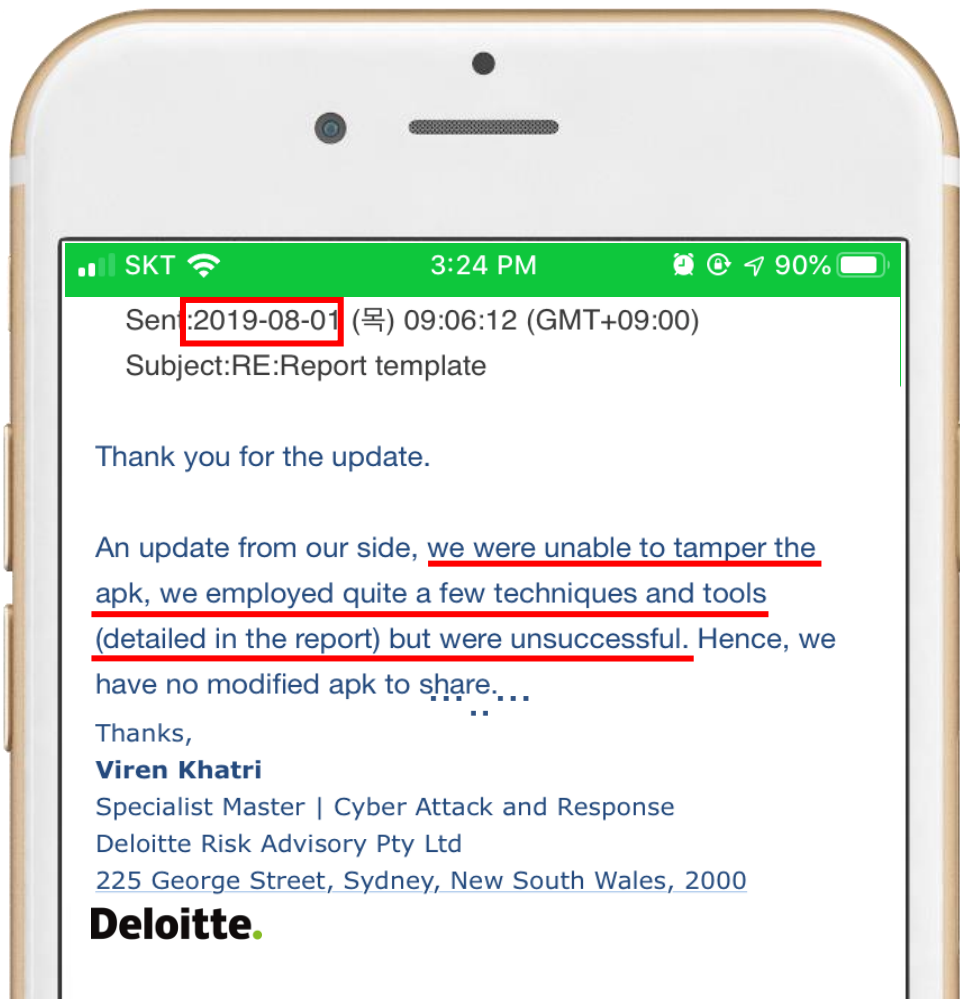 SKT 3:24 PM 90%
Sent:2019-08-01 (목) 09:06:12 (GMT+09:00)
Subject:RE:Report template
Thank you for the update.
An update from our side, we were unable to tamper the
apk, we employed quite a few techniques and tools
(detailed in the report) but were unsuccessful. Hence, we
have no modified apk to share.
Thanks,
Viren Khatri
Specialist Master | Cyber Attack and Response
Deloitte Risk Advisory Pty Ltd
225 George Street, Sydney, New South Wales, 2000
Deloitte.